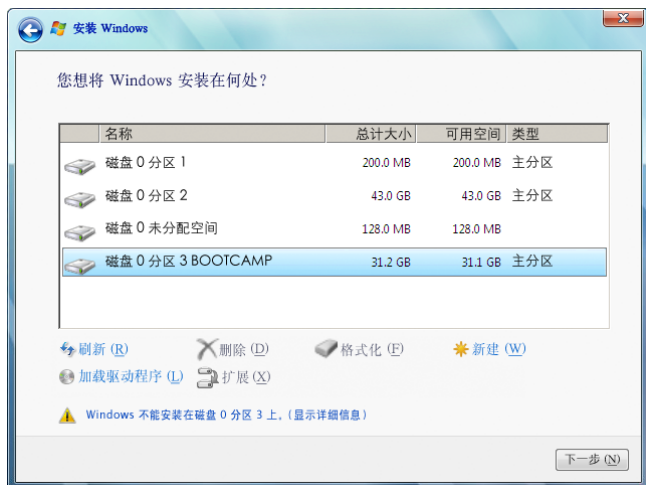 安装 Windows
您想将 Windows 安装在何处？
名称 总计大小 可用空间 类型
磁盘 0 分区 1 200.0 MB 200.0 MB 主分区
磁盘 0 分区 2 43.0 GB 43.0 GB 主分区
磁盘 0 未分配空间 128.0 MB 128.0 MB
磁盘 0 分区 3 BOOTCAMP 31.2 GB 31.1 GB 主分区
刷新 (R) 删除 (D) 格式化 (F) 新建 (W)
加载驱动程序 (L) 扩展 (X)
Windows 不能安装在磁盘 0 分区 3 上。(显示详细信息)
下一步 (N)